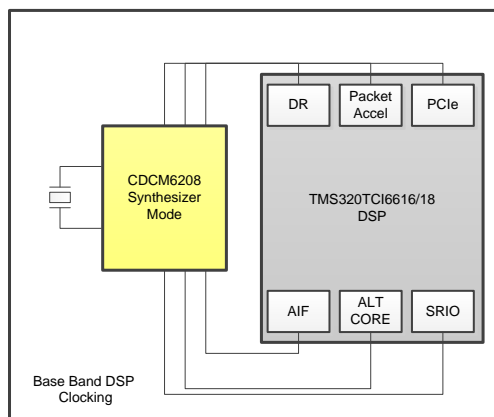 DR
Packet
Accel
PCIe
CDCM6208
Synthesizer
Mode
TMS320TCI6616/18
DSP
AIF
ALT
CORE
SRIO
Base Band DSP
Clocking